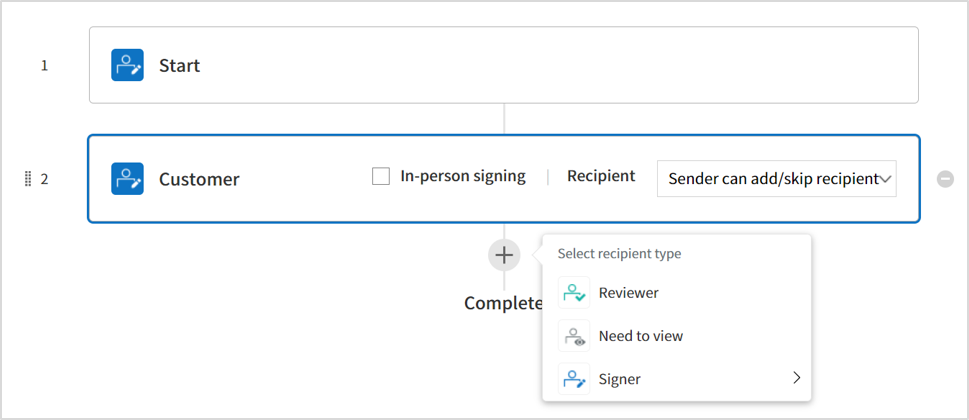 1
Start
2
Customer
In-person signing
Recipient
Sender can add/skip recipient
Select recipient type
Complete
Reviewer
Need to view
Signer